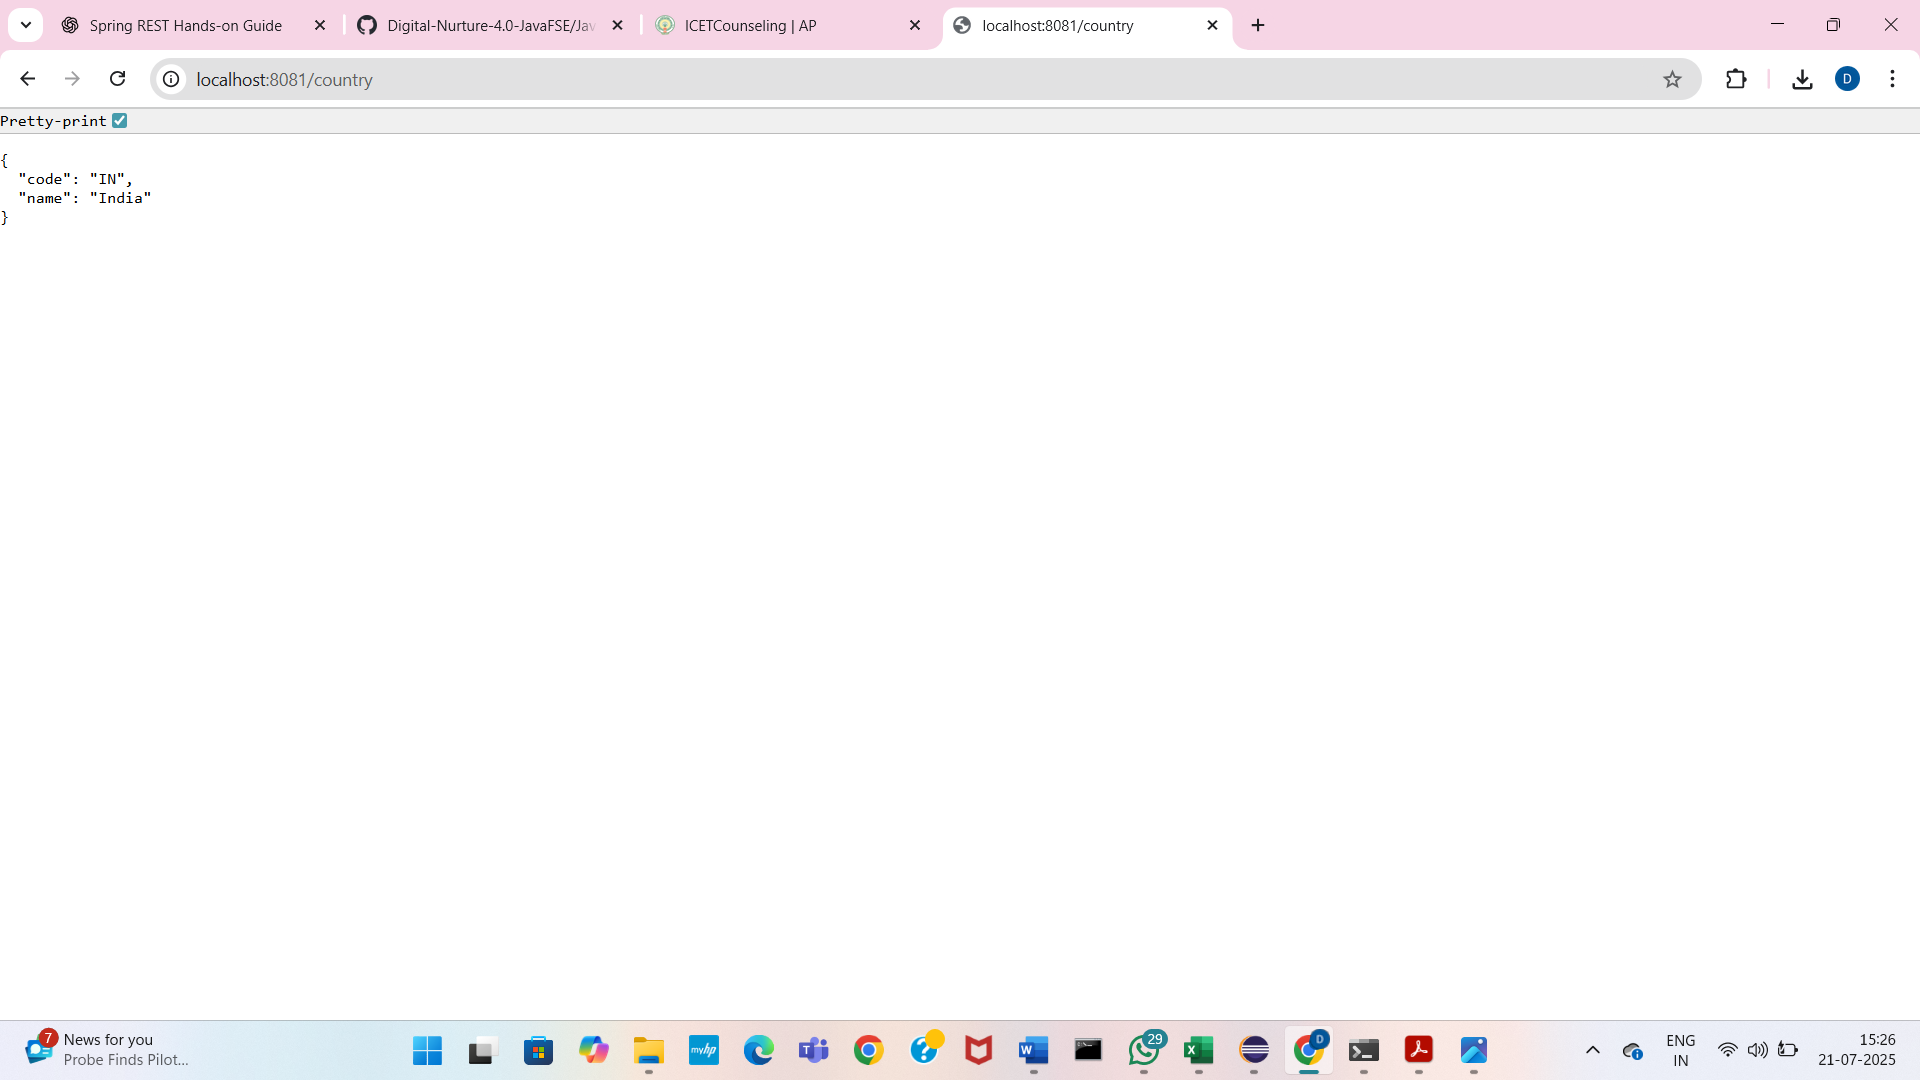 Spring REST Hands-on Guide
Digital-Nurture-4.0-JavaFSE/Jav
ICETCounseling | AP
localhost:8081/country
localhost:8081/country
D
Pretty-print
{
"code": "IN",
"name": "India"
}
7
News for you
Probe Finds Pilot...
myhp
T
?
W
29
X
D
ENG
IN
15:26
21-07-2025